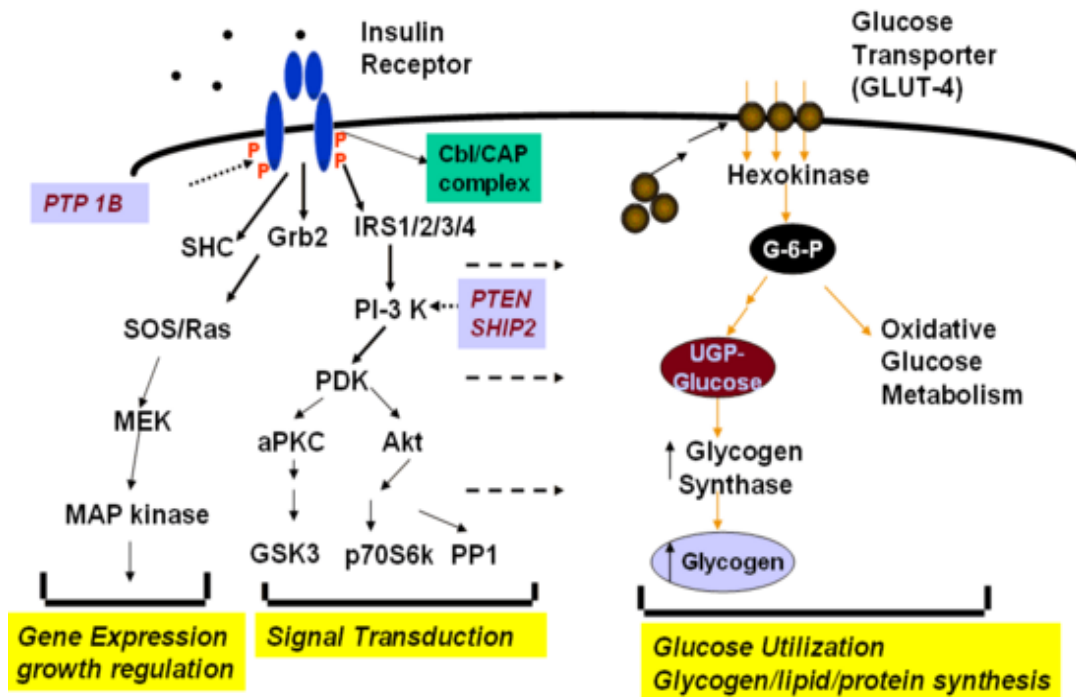 Insulin
Receptor
Glucose
Transporter
(GLUT-4)
P
P
P
P
Cbl/CAP
complex
PTP 1B
Hexokinase
SHC
Grb2
IRS1/2/3/4
G-6-P
PI-3 K
PTEN
SHIP2
SOS/Ras
UGP-
Glucose
Oxidative
Glucose
Metabolism
PDK
MEK
aPKC
Akt
Glycogen
Synthase
MAP kinase
GSK3
p70S6k
PP1
Glycogen
Gene Expression
growth regulation
Signal Transduction
Glucose Utilization
Glycogen/lipid/protein synthesis